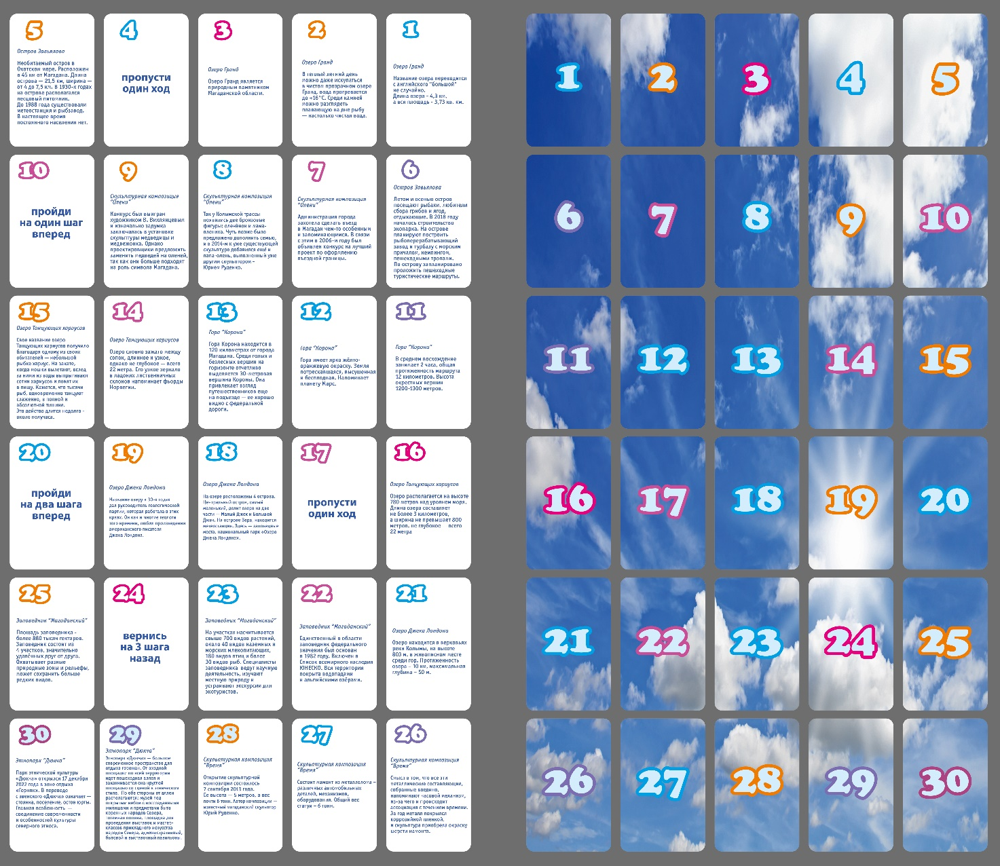 5
Остров Завьялова
Необитаемый остров в
Охотском море. Расположен
в 45 км от Магадана. Длина
острова — 21,5 км, ширина —
от 4 до 7,5 км. В 1930-х годах
на острове располагался
песцовый питомник.
До 1988 года существовали
метеостанция и рыбзавод.
В настоящее время
постоянного населения нет.
4
пропусти
один ход
3
Озеро Гранд
Озеро Гранд является
природным памятником
Магаданской области.
2
Озеро Гранд
В теплый летний день
можно даже искупаться
в чистом прозрачном озере
Гранд, вода прогревается
до +16°С. Среди камней
можно разглядеть
плавающую на дне рыбу
— настолько чистая вода.
1
Озеро Гранд
Название озера переводится
с английского "большой"
не случайно.
Длина озера - 4,3 км,
а вся площадь - 3,73 кв. км.
1
2
3
4
5
10
пройди
на один шаг
вперед
9
Скульптурная композиция
"Олени"
Конкурс был выигран
художником В. Вихлянцевым
и изначально задумка
заключалась в установке
скульптуры медведицы и
медвежонка. Однако
проектировщики предложить
заменить медведей на оленей,
так как они больше подходят
на роль символа Магадана.
8
Скульптурная композиция
"Олени"
Так у Колымской трассы
появились две бронзовые
фигуры: оленёнок и мама-
олениха. Чуть позже было
предложено дополнить семью,
и в 2014-м к уже существующей
скульптуре добавился ещё и
папа-олень, выполненный уже
другим скульптором -
Юрием Руденко.
7
Скульптурная композиция
"Олени"
Администрация города
захотела сделать въезд
в Магадан чем-то особенным
и запоминающимся. В связи
с этим в 2006-м году был
объявлен конкурс на лучший
проект по оформлению
въездной границы.
6
Остров Завьялова
Летом и осенью остров
посещают рыбаки, любители
сбора грибов и ягод,
отдыхающие. В 2018 году
началось строительство
экопарка. На острове
планируют построить
рыбоперерабатывающий
завод и турбазу с морским
причалом, кемпингом,
пешеходными тропами.
По острову запланировано
проложить пешеходные
туристические маршруты.
6
7
8
9
10
15
Озеро Танцующих хариусов
Свое название озеро
Танцующих хариусов получило
благодаря одному из своих
обитателей — небольшой
рыбке хариус. На закате,
когда мошки вылетают, вслед
за ними из воды выпрыгивают
сотни хариусов и ловят их
в пищу. Кажется, что тысячи
рыб, одновременно танцуют
слаженно, в полной и
абсолютной тишине.
Это действо длится недолго -
около получаса.
14
Озеро Танцующих хариусов
Озеро словно зажато между
сопок, длинное и узкое,
однако не глубокое — всего
22 метра. Его узкое зеркало
в ладонях лиственничных
склонов напоминает фьорды
Норвегии.
13
Гора "Корона"
Гора Корона находится в
120 километрах от города
Магадана. Среди голых и
безлесных вершин на
горизонте отчетливо
выделяется 30-метровая
вершина Короны. Она
привлекает взгляд
путешественников еще
на подъезде — ее хорошо
видно с федеральной
дороги.
12
Гора "Корона"
Гора имеет ярко жёлто-
оранжевую окраску. Земля
потрескавшаяся, высушенная
и бесплодная. Напоминает
планету Марс.
11
Гора "Корона"
В среднем восхождение
занимает 2 часа, общая
протяженность маршрута
12 километров. Высота
окрестных вершин
1200-1300 метров.
11
12
13
14
15
20
пройди
на два шага
вперед
19
Озеро Джека Лондона
Название озеру в 30-х годах
дал руководитель геологической
партии, которая работала в этих
краях. Он как и многие геологи
того времени, любил произведения
американского писателя
Джека Лондона.
18
Озеро Джека Лондона
На озере расположены 4 острова.
Центральный остров, самый
маленький, делит озеро на две
части — Малый Джек и Большой
Джек. На острове Вера, находится
метеостанция. Здесь — заповедные
места, национальный парк «Озеро
Джека Лондона».
17
пропусти
один ход
16
Озеро Танцующих хариусов
Озеро располагается на высоте
780 метров над уровнем моря.
Длина озера составляет
не более 3 километров,
а ширина не превышает 800
метров. не глубокое всего
22 метра
16
17
18
19
20
25
Заповедник "Магаданский"
Площадь заповедника -
более 880 тысяч гектаров.
Заповедник состоит из
4 участков, значительно
удалённых друг от друга.
Охватывает разные
природные зоны и рельефы,
может сохранить больше
редких видов.
24
вернись
на 3 шага
назад
23
Заповедник "Магаданский"
На участках насчитывается
свыше 700 видов растений,
около 40 видов наземных и
морских млекопитающих,
180 видов птиц и более
30 видов рыб. Специалисты
заповедника ведут научную
деятельность, изучают
местную природу и
устраивают экскурсии для
экотуристов.
22
Заповедник "Магаданский"
Единственный в области
заповедник федерального
значения был основан
в 1982 году. Включен в
Список всемирного наследия
ЮНЕСКО. Вся территория
покрыта водопадами
и альпийскими озёрами.
21
Озеро Джека Лондона
Озеро находится в верховьях
реки Колымы, на высоте
803 м. в живописном месте
среди гор. Протяженность
озера – 10 км, максимальная
глубина – 50 м.
21
22
23
24
25
30
Этнопарк "Дюкча"
Парк этнической культуры
«Дюкча» открылся 17 декабря
2022 года в зоне отдыха
«Горняк». В переводе
с эвенского «Дюкча» означает —
стоянка, поселение, остов юрты.
Главная особенность —
соединение современности
и особенностей культуры
северного этноса.
29
Этнопарк "Дюкча"
Этнопарк «Дюкча» — большое
современное пространство для
отдыха горожан. От входной
площадки по всей территории
идет пешеходная аллея и
заканчивается она круглой
площадью со сценой в этническом
стиле. По обе стороны от аллеи
располагаются: музей под
открытым небом с воссозданными
жилищами и предметами быта
коренных народов Севера,
поляна, площадка для
проведения выставок и мастер-
классов прикладного искусства
народов Севера, административный,
бытовой и выставочный павильоны.
28
Скульптурная композиция
"Время"
Открытие скульптурной
композиции состоялось
7 сентября 2013 года.
Ее высота — 5 метров, а вес
почти 6 тонн. Автор композиции —
известный магаданский скульптор
Юрий Руденко.
27
Скульптурная композиция
"Время"
Состоит мамонт из металлолома –
различных автомобильных
деталей, механизмов,
оборудования. Общий вес
статуи – 6 тонн.
26
Скульптурная композиция
"Время"
Смысл в том, что все эти
металлические составляющие,
собранные воедино,
напоминают часовой механизм,
из-за чего и происходит
ассоциация с течением времени.
За год металл покрылся
коррозийной пленкой,
и скульптура приобрела окраску
шерсти мамонта.
26
27
28
29
30